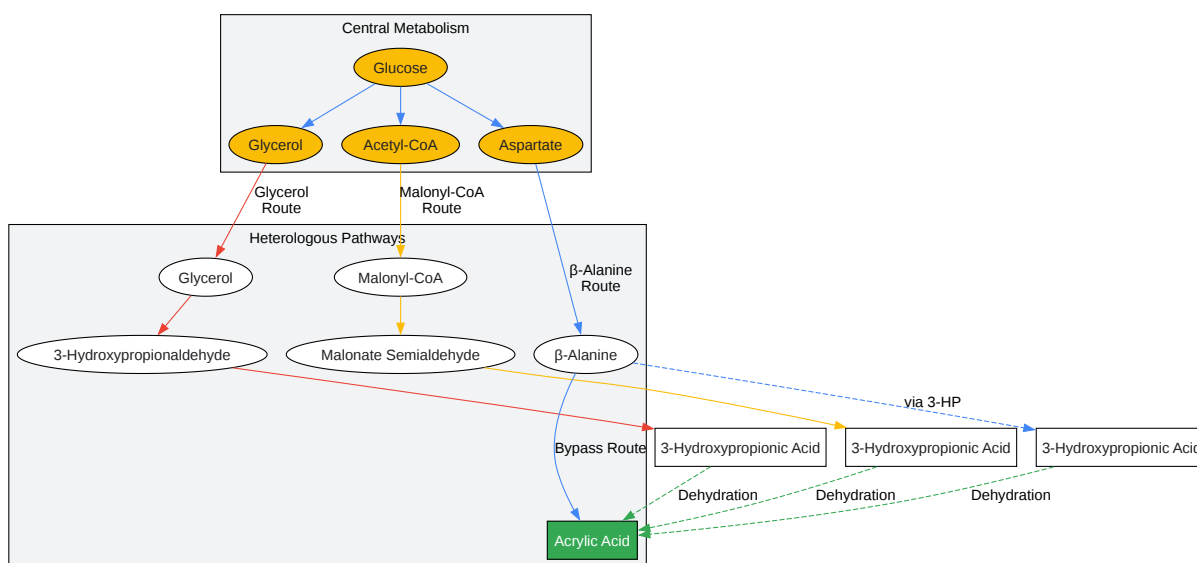 Central Metabolism
Glucose
Glycerol
Acetyl-CoA
Aspartate
Glycerol
Route
Malonyl-CoA
Route
Heterologous Pathways
β-Alanine
Route
Glycerol
Malonyl-CoA
3-Hydroxypropionaldehyde
Malonate Semialdehyde
β-Alanine
via 3-HP
Bypass Route
3-Hydroxypropionic Acid
3-Hydroxypropionic Acid
3-Hydroxypropionic Acid
Dehydration
Dehydration
Dehydration
Acrylic Acid